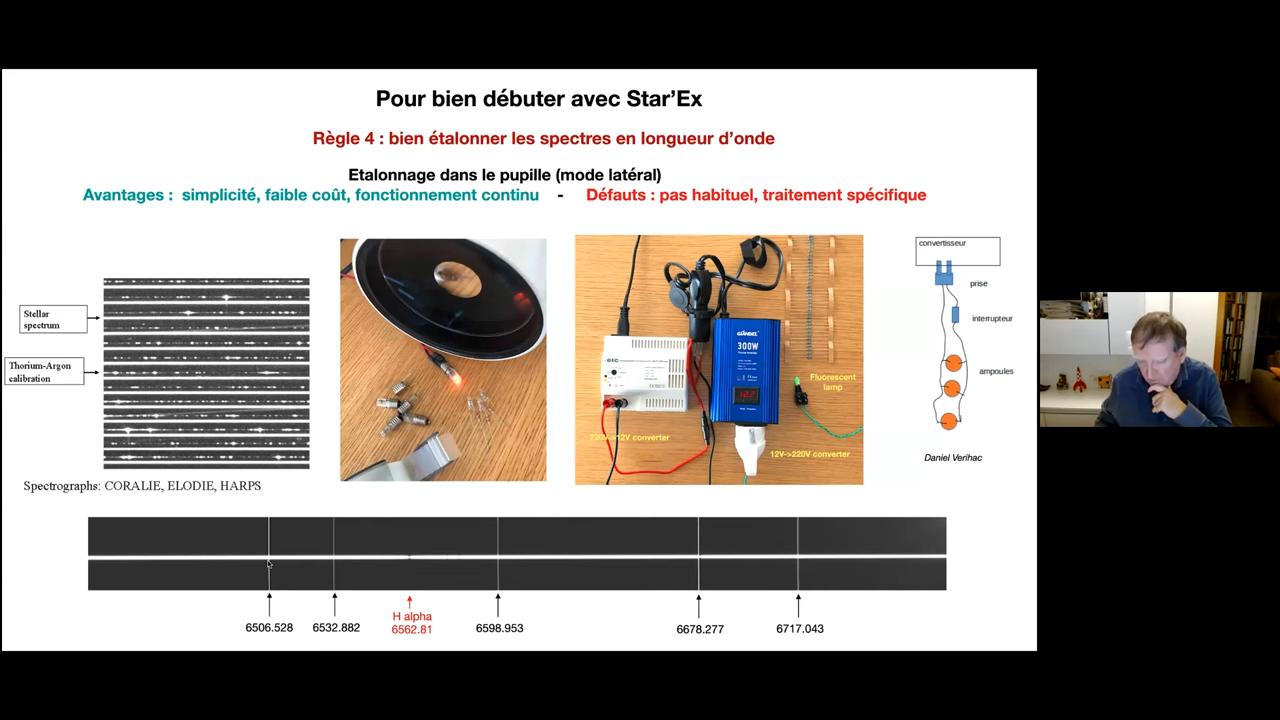 Pour bien débuter avec Star'Ex
Règle 4 : bien étalonner les spectres en longueur d'onde
Etalonnage dans le pupille (mode latéral)
Avantages : simplicité, faible coût, fonctionnement continu - Défauts : pas habituel, traitement spécifique
Stellar
spectrum
Thorium-Argon
calibration
Spectrographs: CORALIE, ELODIE, HARPS
300W
Fluorescent
lamp
220V->12V converter
12V->220V converter
convertisseur
prise
interrupteur
ampoules
Daniel Verlhac
6506.528
6532.882
H alpha
6562.81
6598.953
6678.277
6717.043